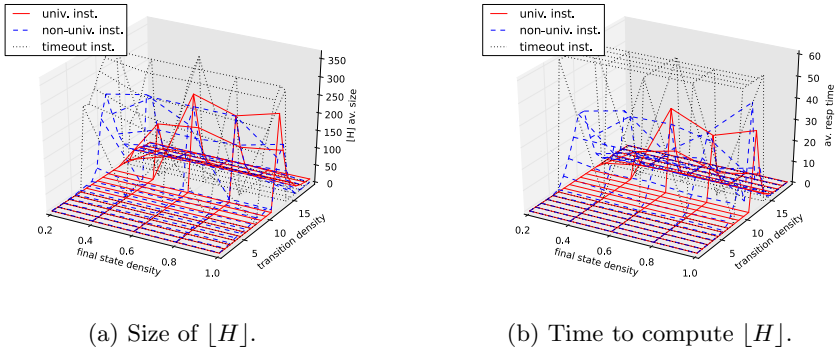 univ. inst.
non-univ. inst.
timeout inst.
350
300
250
200
150
100
50
0
⌊H⌋ av. size
0.2
0.4
0.6
0.8
1.0
final state density
5
10
15
transition density
(a) Size of ⌊H⌋.
univ. inst.
non-univ. inst.
timeout inst.
60
50
40
30
20
10
0
av. resp time
0.2
0.4
0.6
0.8
1.0
final state density
5
10
15
transition density
(b) Time to compute ⌊H⌋.